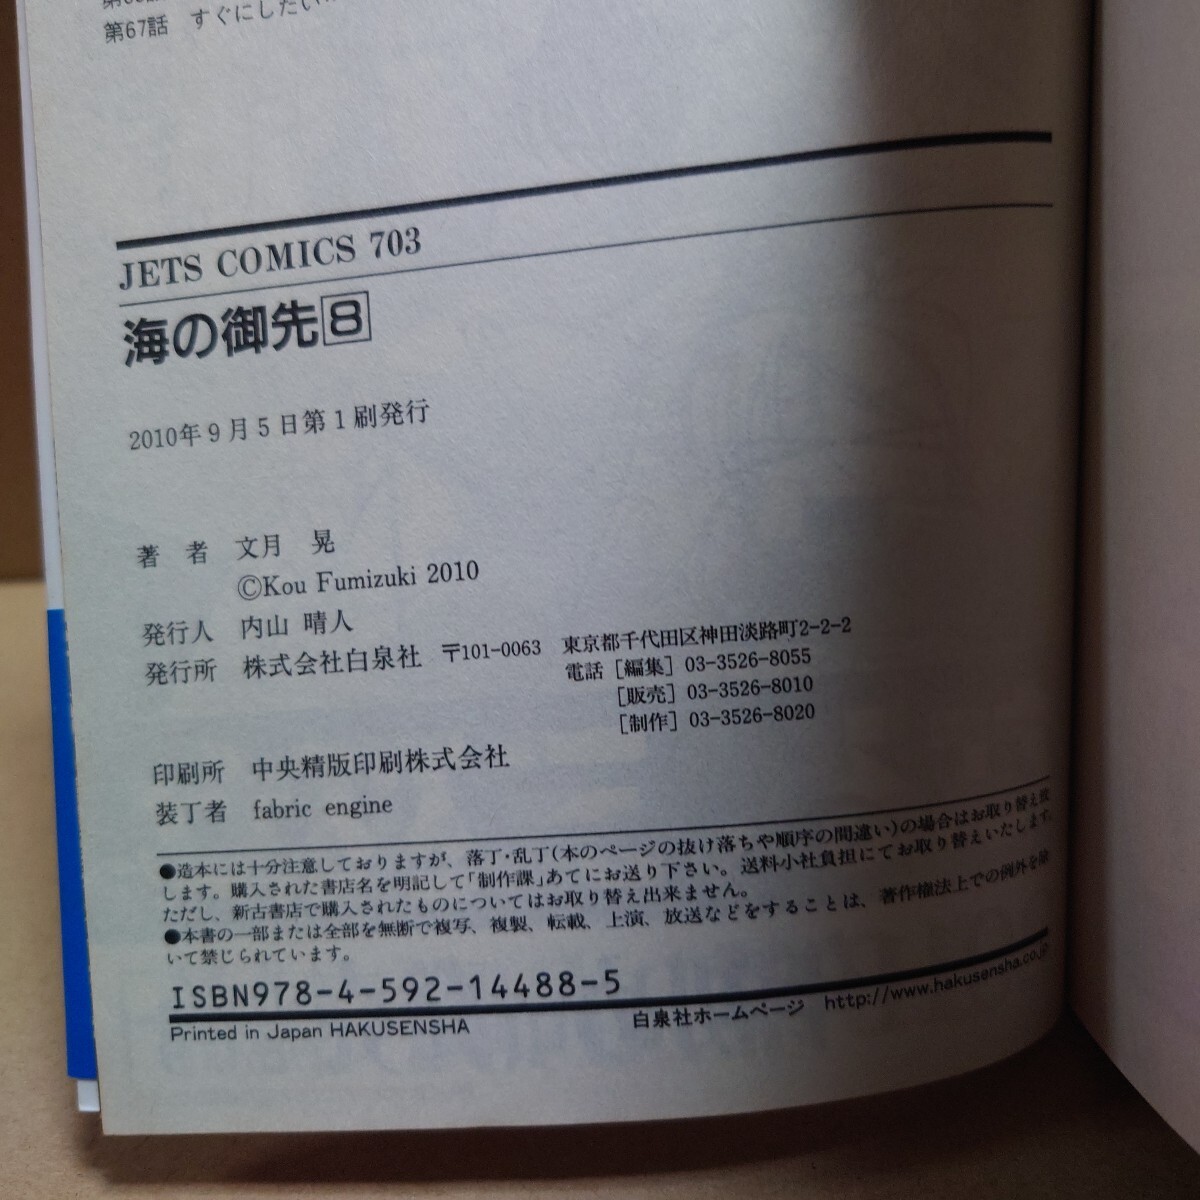 第67話 すぐにしたい
JETS COMICS 703
海の御先8
2010年9月5日第1刷発行
著 者 文月 晃
©Kou Fumizuki 2010
発行人 内山 晴人
発行所 株式会社白泉社 〒101-0063 東京都千代田区神田淡路町2-2-2
電話[編集] 03-3526-8055
[販売] 03-3526-8010
[制作] 03-3526-8020
印刷所 中央精版印刷株式会社
装丁者 fabric engine
●造本には十分注意しておりますが、落丁・乱丁(本のページの抜け落ちや順序の間違い)の場合はお取り替え致
します。購入された書店名を明記して「制作課」あてにお送り下さい。送料小社負担にてお取り替えいたします。
ただし、新古書店で購入されたものについてはお取り替え出来ません。
●本書の一部または全部を無断で複写、複製、転載、上演、放送などをすることは、著作権法上での例外を除
いて禁じられています。
ISBN978-4-592-14488-5
Printed in Japan HAKUSENSHA 白泉社ホームページ http://www.hakusensha.co.jp